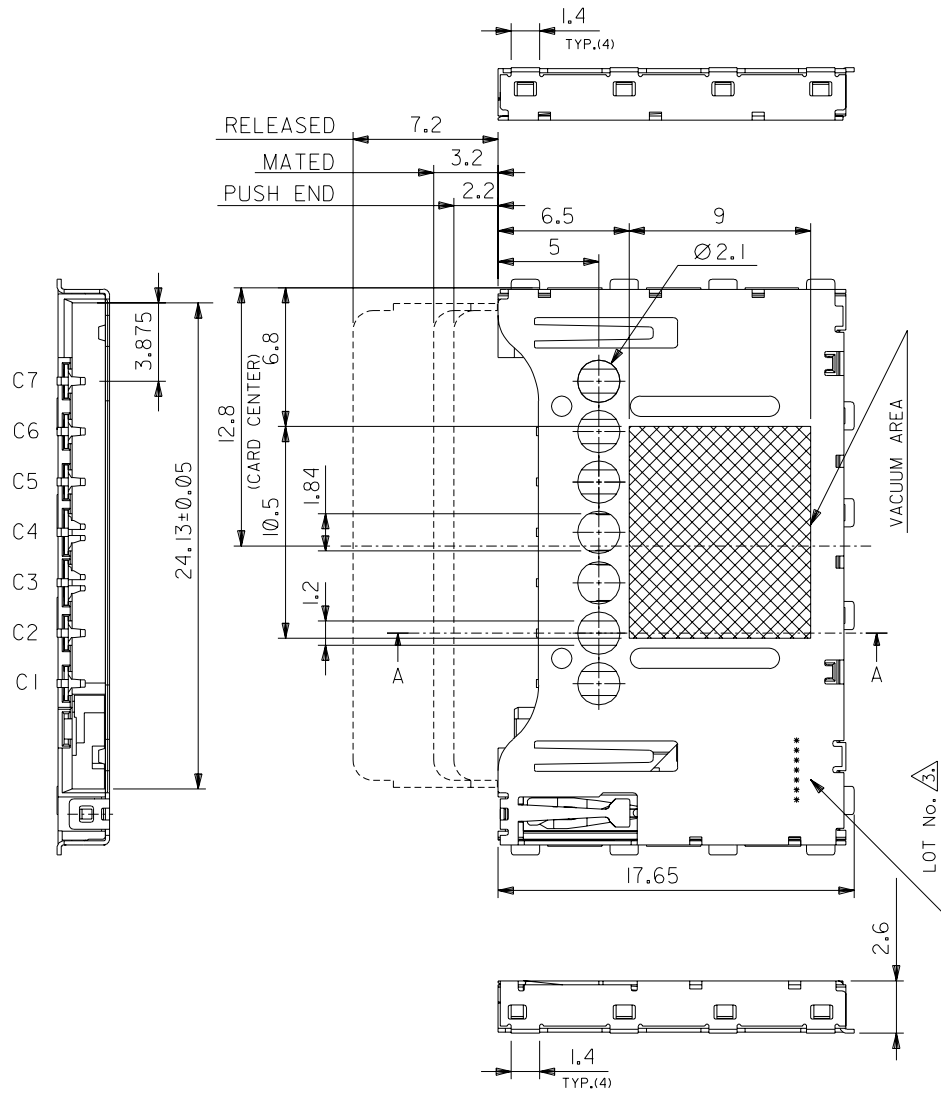 1.4
TYP.(4)
RELEASED
7.2
MATED
3.2
PUSH END
2.2
6.5
9
5
Ø2.1
3.875
24.13±0.05
C7
C6
C5
C4
C3
C2
C1
12.8
(CARD CENTER)
6.8
10.5
1.84
1.2
VACUUM AREA
A
A
********
LOT No. 3.
17.65
2.6
1.4
TYP.(4)